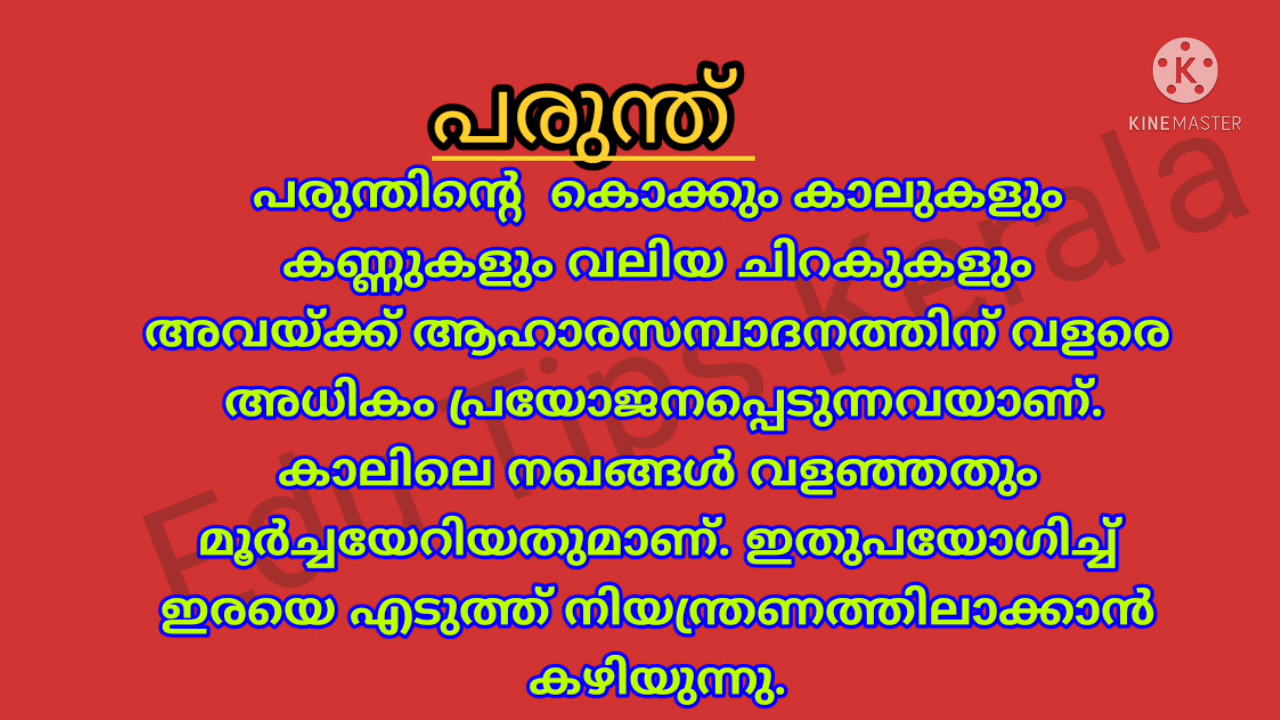 പരുന്ത്
K
KINEMASTER
പരുന്തിന്റെ കൊക്കും കാലുകളും
കണ്ണുകളും വലിയ ചിറകുകളും
അവയ്ക്ക് ആഹാരസമ്പാദനത്തിന് വളരെ
അധികം പ്രയോജനപ്പെടുന്നവയാണ്.
കാലിലെ നഖങ്ങൾ വളഞ്ഞതും
മൂർച്ചയേറിയതുമാണ്. ഇതുപയോഗിച്ച്
ഇരയെ എടുത്ത് നിയന്ത്രണത്തിലാക്കാൻ
കഴിയുന്നു.
Edu Tips Kerala